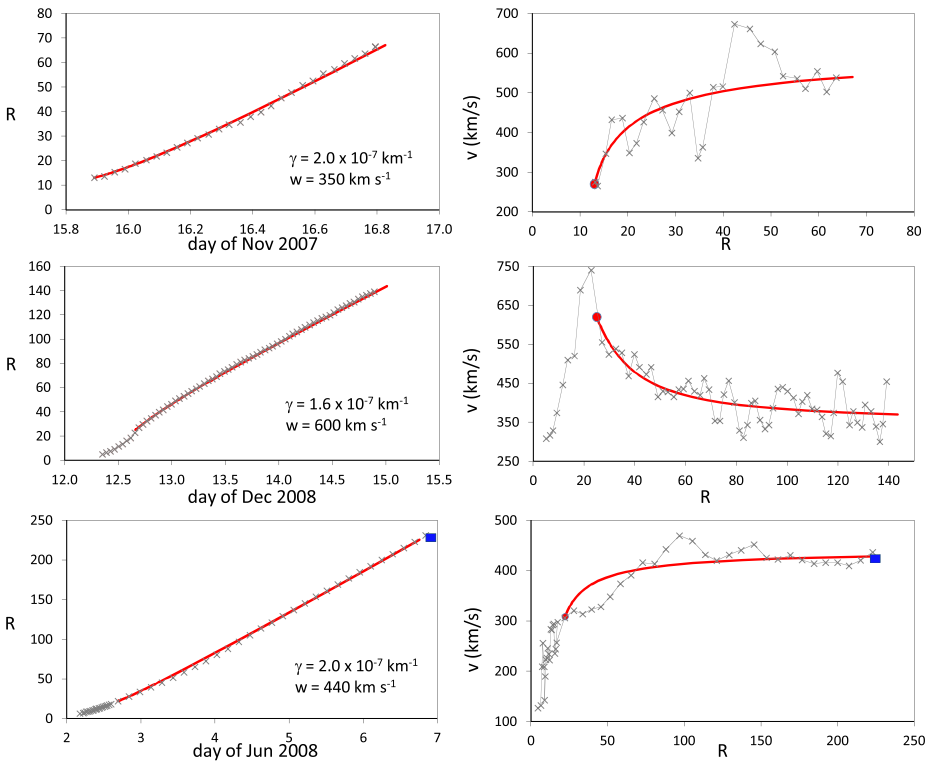 80
70
60
50
40
30
20
10
0
R
γ = 2.0 x 10⁻⁷ km⁻¹
w = 350 km s⁻¹
15.8 16.0 16.2 16.4 16.6 16.8 17.0
day of Nov 2007
700
600
500
400
300
200
v (km/s)
0 10 20 30 40 50 60 70 80
R
160
140
120
100
80
60
40
20
0
R
γ = 1.6 x 10⁻⁷ km⁻¹
w = 600 km s⁻¹
12.0 12.5 13.0 13.5 14.0 14.5 15.0 15.5
day of Dec 2008
750
650
550
450
350
250
v (km/s)
0 20 40 60 80 100 120 140
R
250
200
150
100
50
0
R
γ = 2.0 x 10⁻⁷ km⁻¹
w = 440 km s⁻¹
2 3 4 5 6 7
day of Jun 2008
500
400
300
200
100
v (km/s)
0 50 100 150 200 250
R